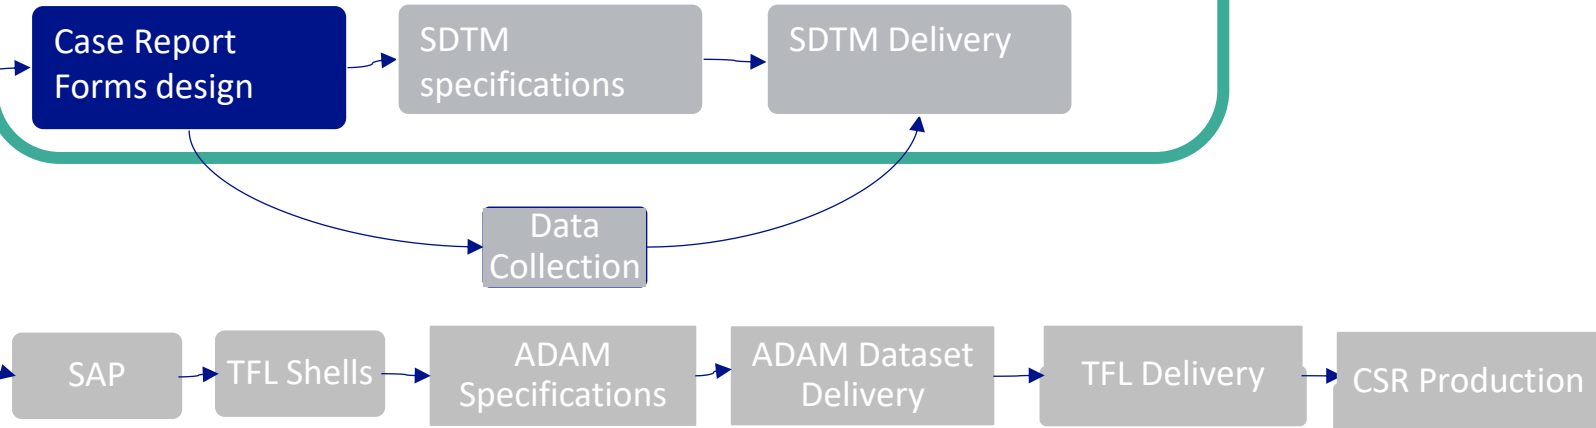 Case Report
Forms design
SDTM
specifications
SDTM Delivery
Data
Collection
SAP
TFL Shells
ADAM
Specifications
ADAM Dataset
Delivery
TFL Delivery
CSR Production